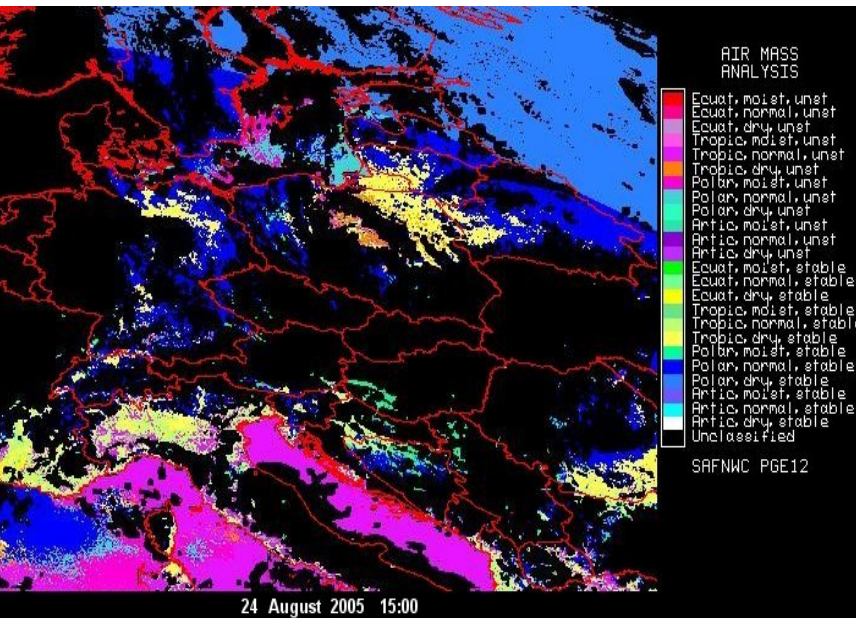 AIR MASS
ANALYSIS
Ecuat, moist, unst
Ecuat, normal, unst
Ecuat, dry, unst
Tropic, moist, unst
Tropic, normal, unst
Tropic, dry, unst
Polar, moist, unst
Polar, normal, unst
Polar, dry, unst
Artic, moist, unst
Artic, normal, unst
Artic, dry, unst
Ecuat, moist, stable
Ecuat, normal, stable
Ecuat, dry, stable
Tropic, moist, stable
Tropic, normal, stable
Tropic, dry, stable
Polar, moist, stable
Polar, normal, stable
Polar, dry, stable
Artic, moist, stable
Artic, normal, stable
Artic, dry, stable
Unclassified
SAFNWC PGE12
24 August 2005 15:00